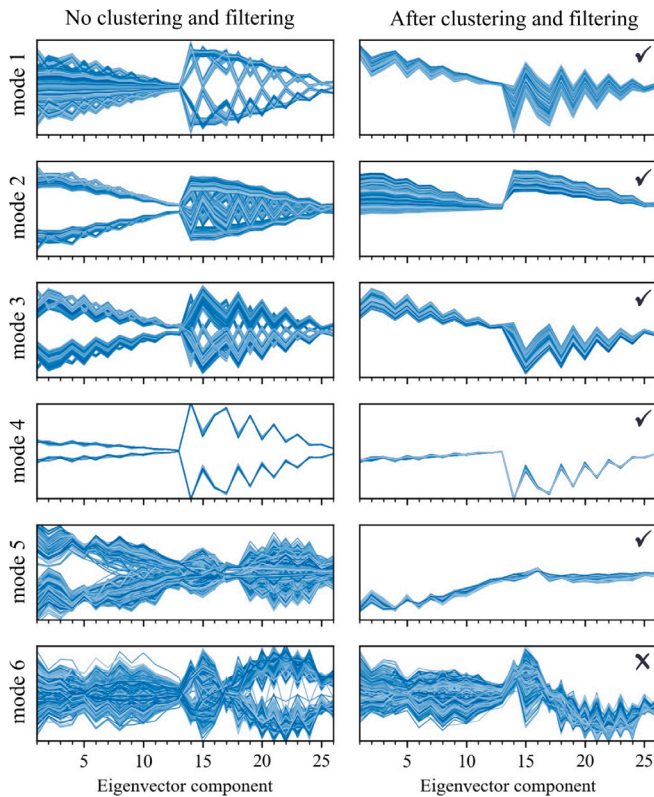 No clustering and filtering
After clustering and filtering
mode 1
✓
mode 2
✓
mode 3
✓
mode 4
✓
mode 5
✓
mode 6
✗
5 10 15 20 25
5 10 15 20 25
Eigenvector component
Eigenvector component